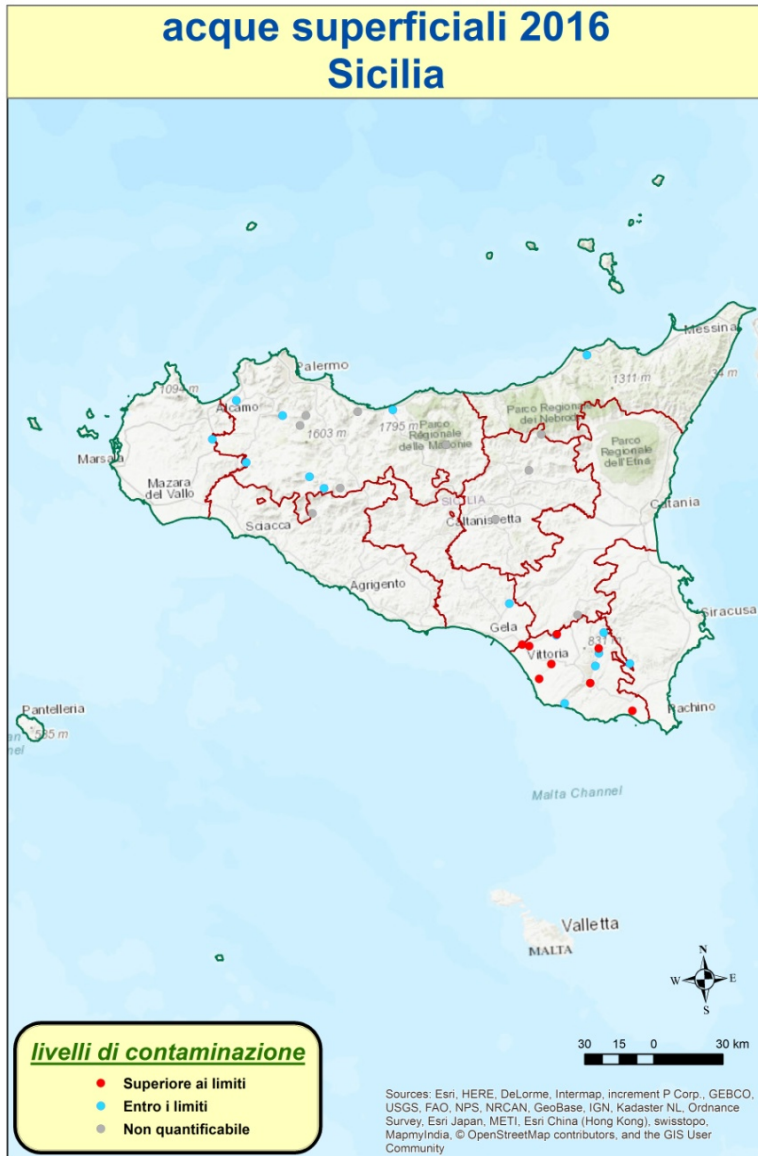 acque superficiali 2016
Sicilia
Messina
Palermo
1094 m
1311 m
Alcamo
Parco Regionale
dei Nebrodi
1603 m
1795 m
Parco
Regionale
delle Madonie
Parco
Regionale
dell'Etna
Marsala
Mazara
del Vallo
SICILIA
Catania
Sciacca
Caltanissetta
Agrigento
Siracusa
Gela
831 m
Vittoria
Pantelleria
Pachino
Malta Channel
Valletta
MALTA
N
W
E
S
livelli di contaminazione
Superiore ai limiti
Entro i limiti
Non quantificabile
30 15 0 30 km
Sources: Esri, HERE, DeLorme, Intermap, increment P Corp., GEBCO,
USGS, FAO, NPS, NRCAN, GeoBase, IGN, Kadaster NL, Ordnance
Survey, Esri Japan, METI, Esri China (Hong Kong), swisstopo,
MapmyIndia, © OpenStreetMap contributors, and the GIS User
Community